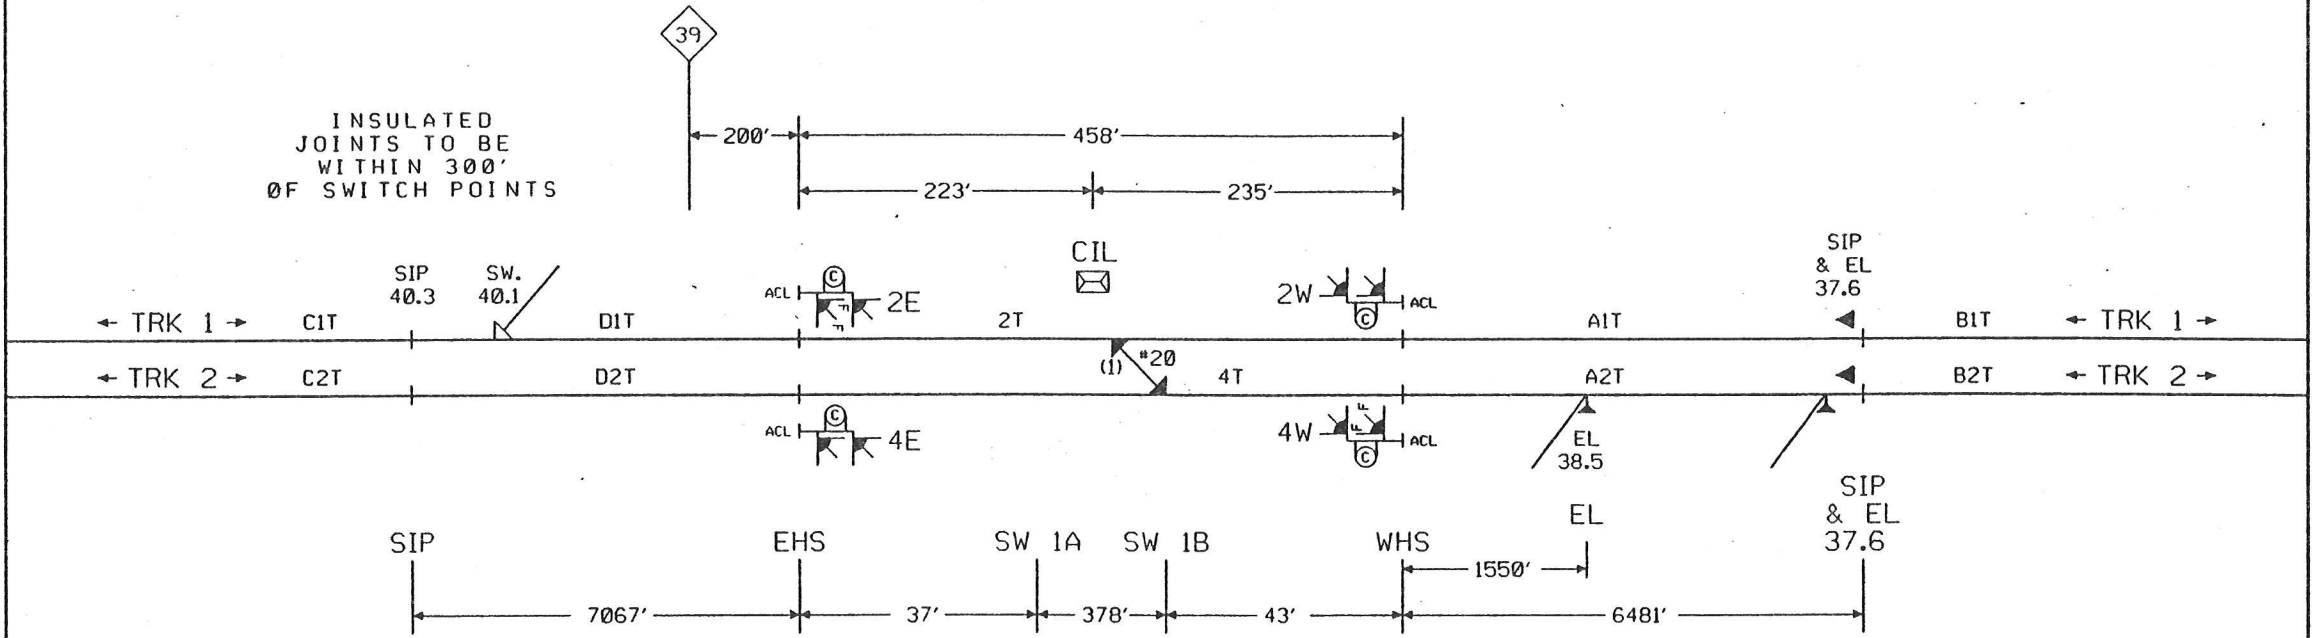 39
INSULATED
JOINTS TO BE
WITHIN 300'
ØF SWITCH POINTS
200' 458'
223' 235'
CIL
SIP
& EL
37.6
SIP
40.3
SW.
40.1
ACL C 2E
F
F
2W C ACL
← TRK 1 → C1T D1T 2T A1T B1T ← TRK 1 →
(1) #20
← TRK 2 → C2T D2T 4T A2T B2T ← TRK 2 →
ACL C 4E
F
F
4W C ACL
EL
38.5
SIP EHS SW 1A SW 1B WHS EL
SIP
& EL
37.6
1550'
7067' 37' 378' 43' 6481'